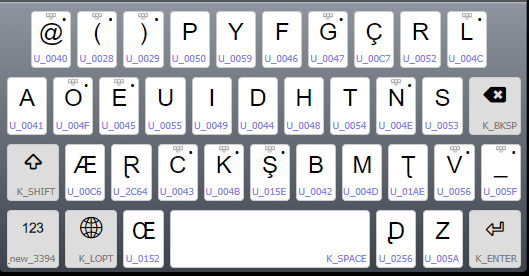 @ ( ) P Y F G Ç R L
U_0040 U_0028 U_0029 U_0050 U_0059 U_0046 U_0047 U_00C7 U_0052 U_004C
A O E U I D H T N S
U_0041 U_004F U_0045 U_0055 U_0049 U_0044 U_0048 U_0054 U_004E U_0053 K_BKSP
Æ Ɽ C K Ş B M Ʈ V _
K_SHIFT U_00C6 U_2C64 U_0043 U_004B U_015E U_0042 U_004D U_01AE U_0056 U_005F
123 Œ D̢ Z
_new_3394 K_LOPT U_0152 K_SPACE U_0256 U_005A K_ENTER